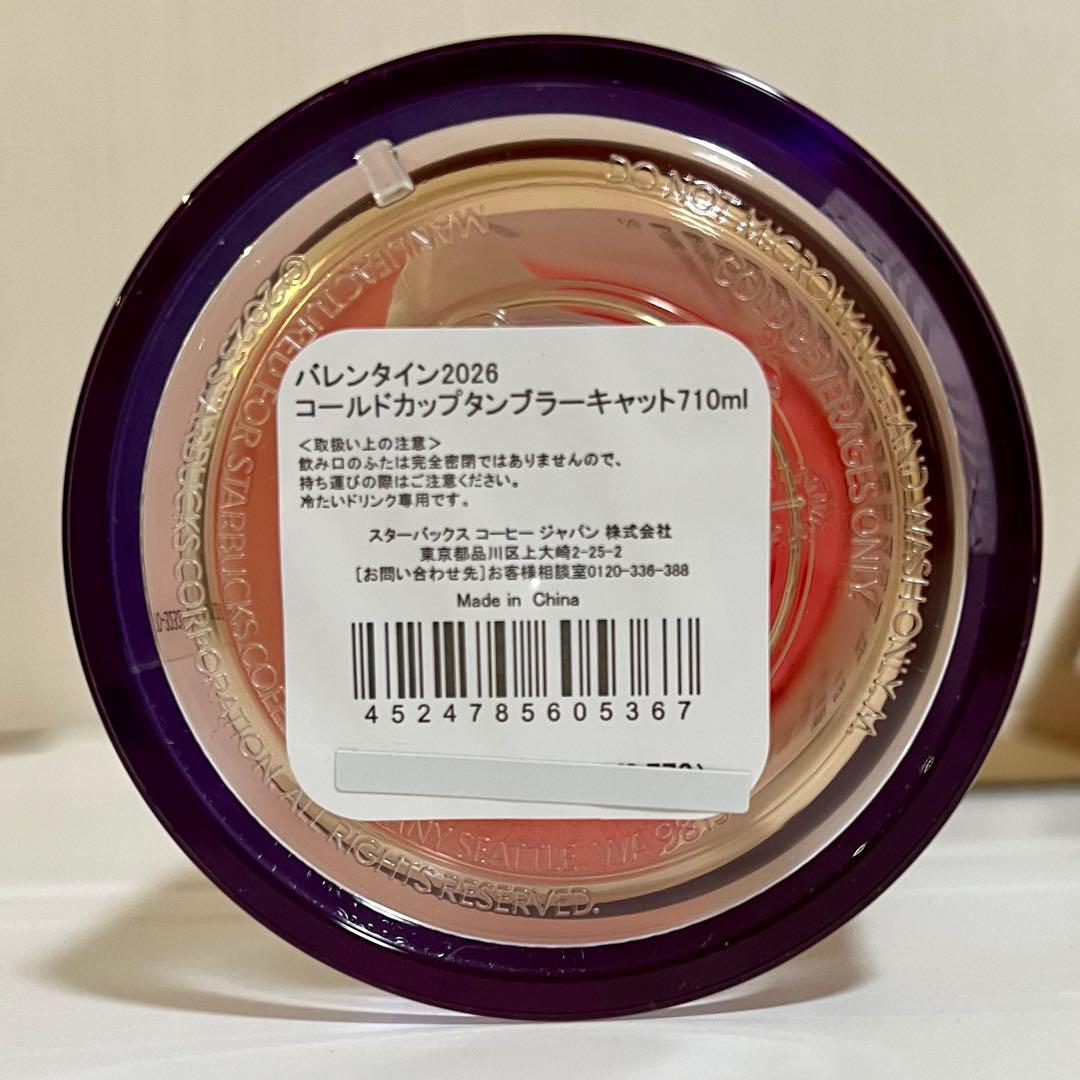 バレンタイン2026
コールドカップタンブラーキャット710ml
＜取扱い上の注意＞
飲み口のふたは完全密閉ではありませんので、
持ち運びの際はご注意ください。
冷たいドリンク専用です。
スターバックス コーヒー ジャパン 株式会社
東京都品川区上大崎2-25-2
[お問い合わせ先]お客様相談室0120-336-388
Made in China
4524785605367
DO NOT MICROWAVE. HAND WASH ONLY. M
COLD BEVERAGES ONLY
MANUFACTURED FOR STARBUCKS COFFEE
ANY SEATTLE, WA
STARBUCKS CORPORATION. ALL RIGHTS RESERVED.